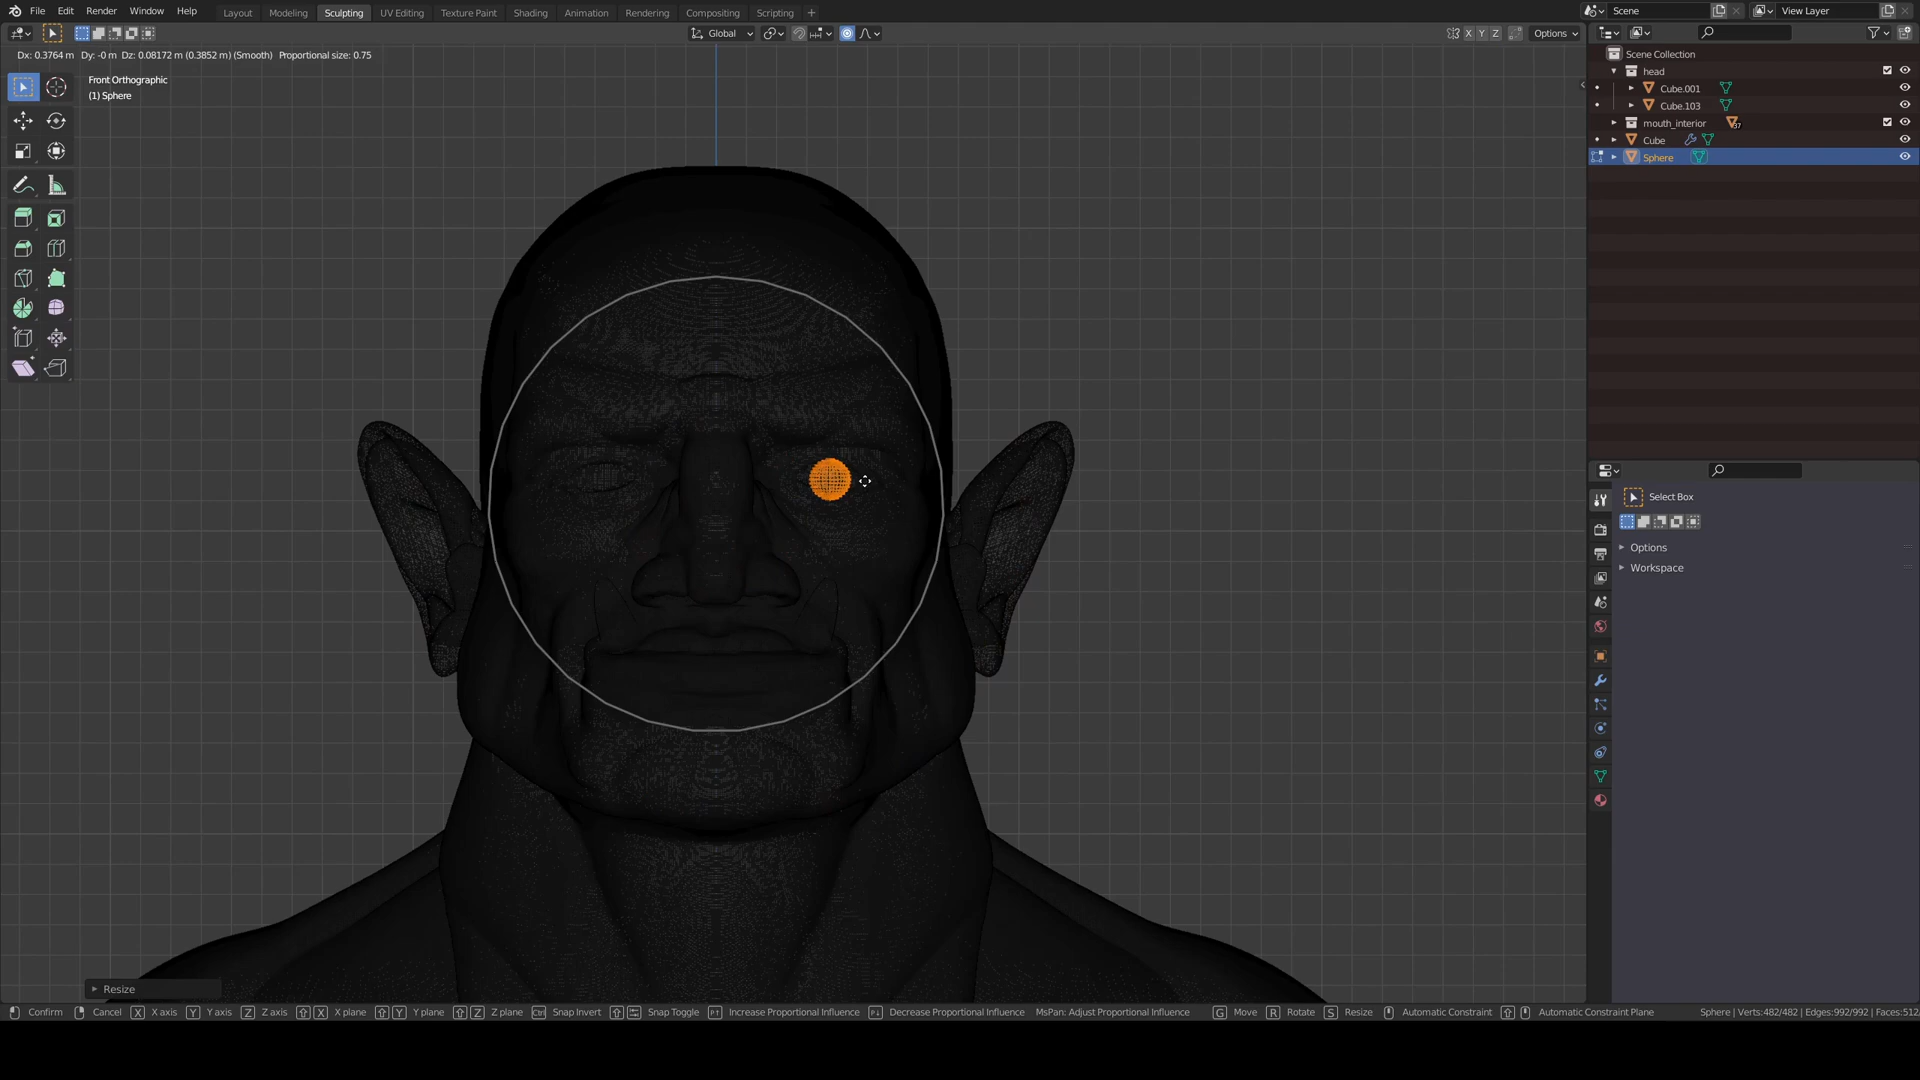 File Edit Render Window Help Layout Modeling Sculpting UV Editing Texture Paint Shading Animation Rendering Compositing Scripting + Scene View Layer
Global X Y Z Options
Dx: 0.3764 m Dy: -0 m Dz: 0.08172 m (0.3852 m) (Smooth) Proportional size: 0.75
Front Orthographic
(1) Sphere
Scene Collection
head
Cube.001
Cube.103
mouth_interior 37
Cube
Sphere
Select Box
Options
Workspace
Resize
Confirm Cancel X X axis Y Y axis Z Z axis X X plane Y Y plane Z Z plane Ctrl Snap Invert Snap Toggle Increase Proportional Influence Decrease Proportional Influence MsPan: Adjust Proportional Influence G Move R Rotate S Resize Automatic Constraint Automatic Constraint Plane Sphere | Verts:482/482 | Edges:992/992 | Faces:512/